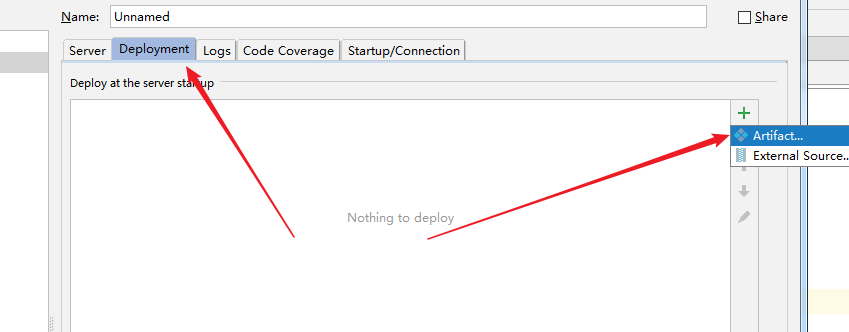 Name: Unnamed Share
Server Deployment Logs Code Coverage Startup/Connection
Deploy at the server startup
Artifact...
External Source..
Nothing to deploy